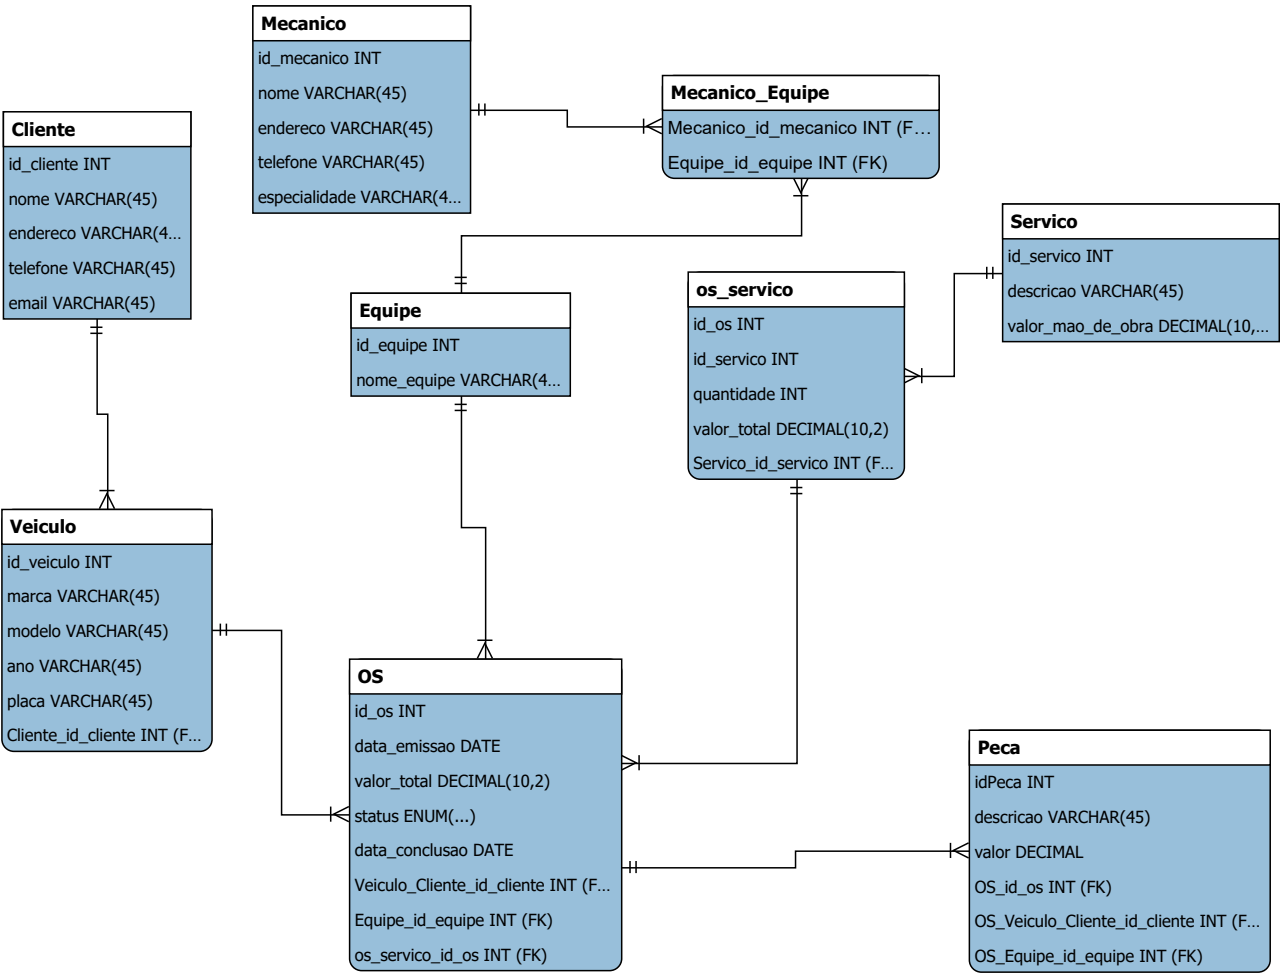 Mecanico
id_mecanico INT
nome VARCHAR(45)
endereco VARCHAR(45)
telefone VARCHAR(45)
especialidade VARCHAR(4...
Mecanico_Equipe
Mecanico_id_mecanico INT (F...
Equipe_id_equipe INT (FK)
Cliente
id_cliente INT
nome VARCHAR(45)
endereco VARCHAR(4...
telefone VARCHAR(45)
email VARCHAR(45)
Servico
id_servico INT
descricao VARCHAR(45)
valor_mao_de_obra DECIMAL(10,...
Equipe
id_equipe INT
nome_equipe VARCHAR(4...
os_servico
id_os INT
id_servico INT
quantidade INT
valor_total DECIMAL(10,2)
Servico_id_servico INT (F...
Veiculo
id_veiculo INT
marca VARCHAR(45)
modelo VARCHAR(45)
ano VARCHAR(45)
placa VARCHAR(45)
Cliente_id_cliente INT (F...
OS
id_os INT
data_emissao DATE
valor_total DECIMAL(10,2)
status ENUM(...)
data_conclusao DATE
Veiculo_Cliente_id_cliente INT (F...
Equipe_id_equipe INT (FK)
os_servico_id_os INT (FK)
Peca
idPeca INT
descricao VARCHAR(45)
valor DECIMAL
OS_id_os INT (FK)
OS_Veiculo_Cliente_id_cliente INT (F...
OS_Equipe_id_equipe INT (FK)